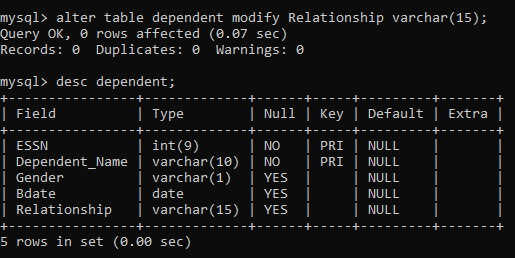 mysql> alter table dependent modify Relationship varchar(15);
Query OK, 0 rows affected (0.07 sec)
Records: 0  Duplicates: 0  Warnings: 0

mysql> desc dependent;
+----------------+-------------+------+-----+---------+-------+
| Field          | Type        | Null | Key | Default | Extra |
+----------------+-------------+------+-----+---------+-------+
| ESSN           | int(9)      | NO   | PRI | NULL    |       |
| Dependent_Name | varchar(10) | NO   | PRI | NULL    |       |
| Gender         | varchar(1)  | YES  |     | NULL    |       |
| Bdate          | date        | YES  |     | NULL    |       |
| Relationship   | varchar(15) | YES  |     | NULL    |       |
+----------------+-------------+------+-----+---------+-------+
5 rows in set (0.00 sec)